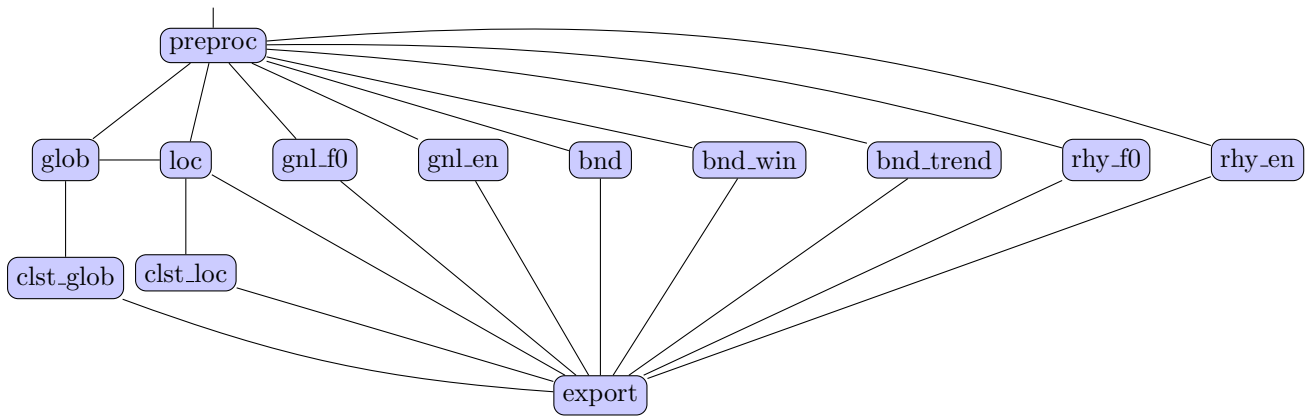 preproc
glob loc gnl_f0 gnl_en bnd bnd_win bnd_trend rhy_f0 rhy_en
clst_glob clst_loc
export